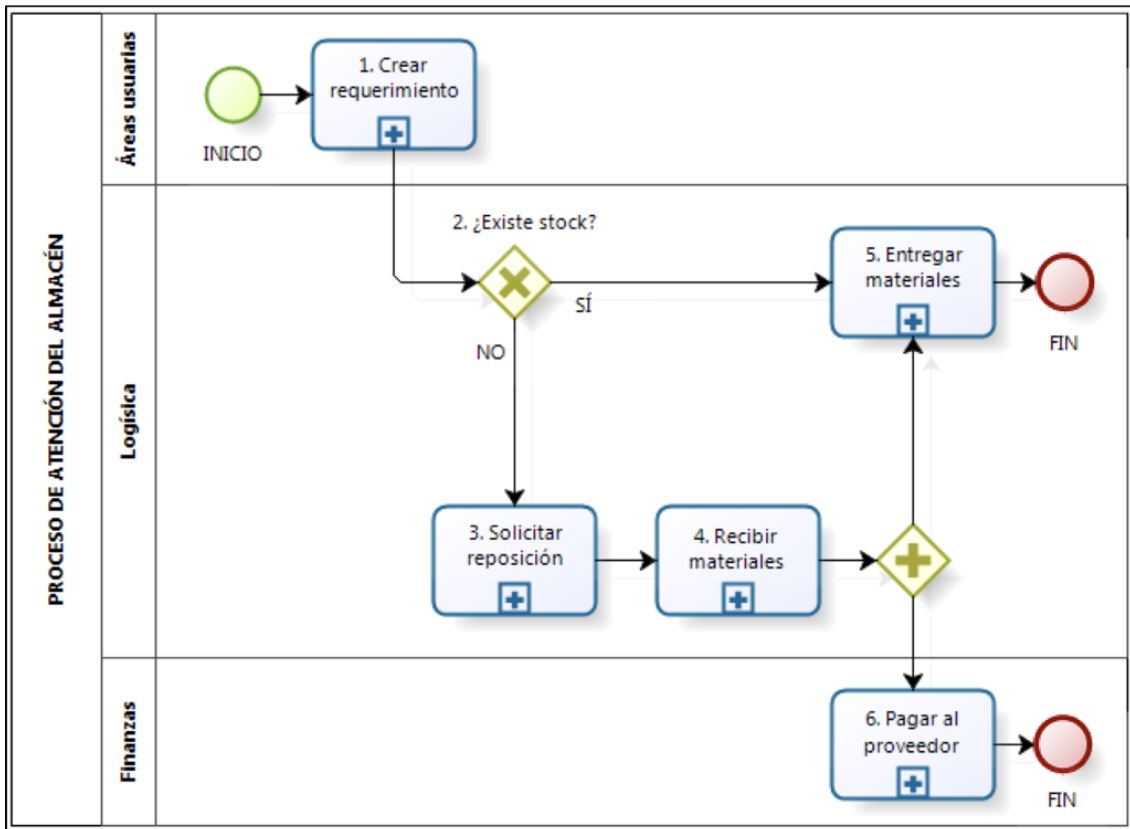 PROCESO DE ATENCIÓN DEL ALMACÉN
Áreas usuarias
INICIO
1. Crear
requerimiento
Logísica
2. ¿Existe stock?
SÍ
NO
5. Entregar
materiales
FIN
3. Solicitar
reposición
4. Recibir
materiales
Finanzas
6. Pagar al
proveedor
FIN